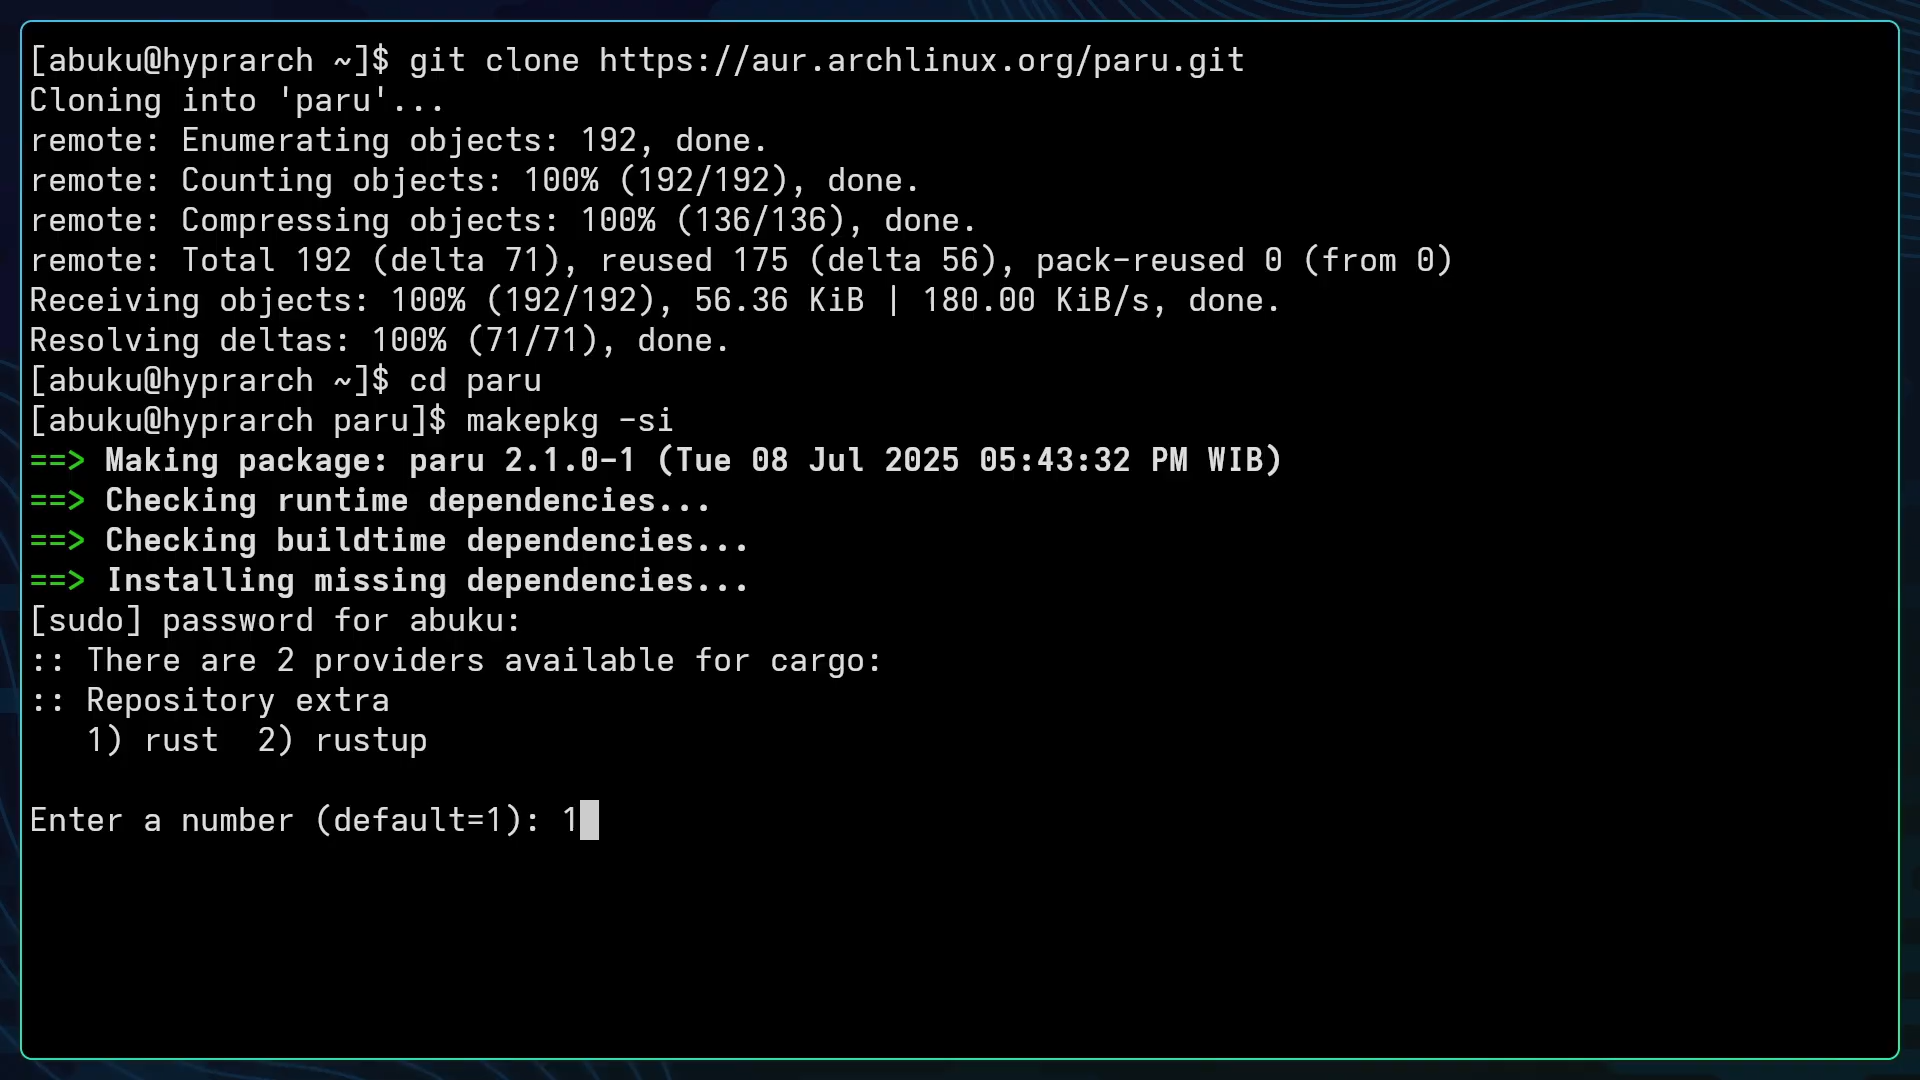 [abuku@hyprarch ~]$ git clone https://aur.archlinux.org/paru.git
Cloning into 'paru'...
remote: Enumerating objects: 192, done.
remote: Counting objects: 100% (192/192), done.
remote: Compressing objects: 100% (136/136), done.
remote: Total 192 (delta 71), reused 175 (delta 56), pack-reused 0 (from 0)
Receiving objects: 100% (192/192), 56.36 KiB | 180.00 KiB/s, done.
Resolving deltas: 100% (71/71), done.
[abuku@hyprarch ~]$ cd paru
[abuku@hyprarch paru]$ makepkg -si
==> Making package: paru 2.1.0-1 (Tue 08 Jul 2025 05:43:32 PM WIB)
==> Checking runtime dependencies...
==> Checking buildtime dependencies...
==> Installing missing dependencies...
[sudo] password for abuku:
:: There are 2 providers available for cargo:
:: Repository extra
   1) rust  2) rustup
Enter a number (default=1): 1